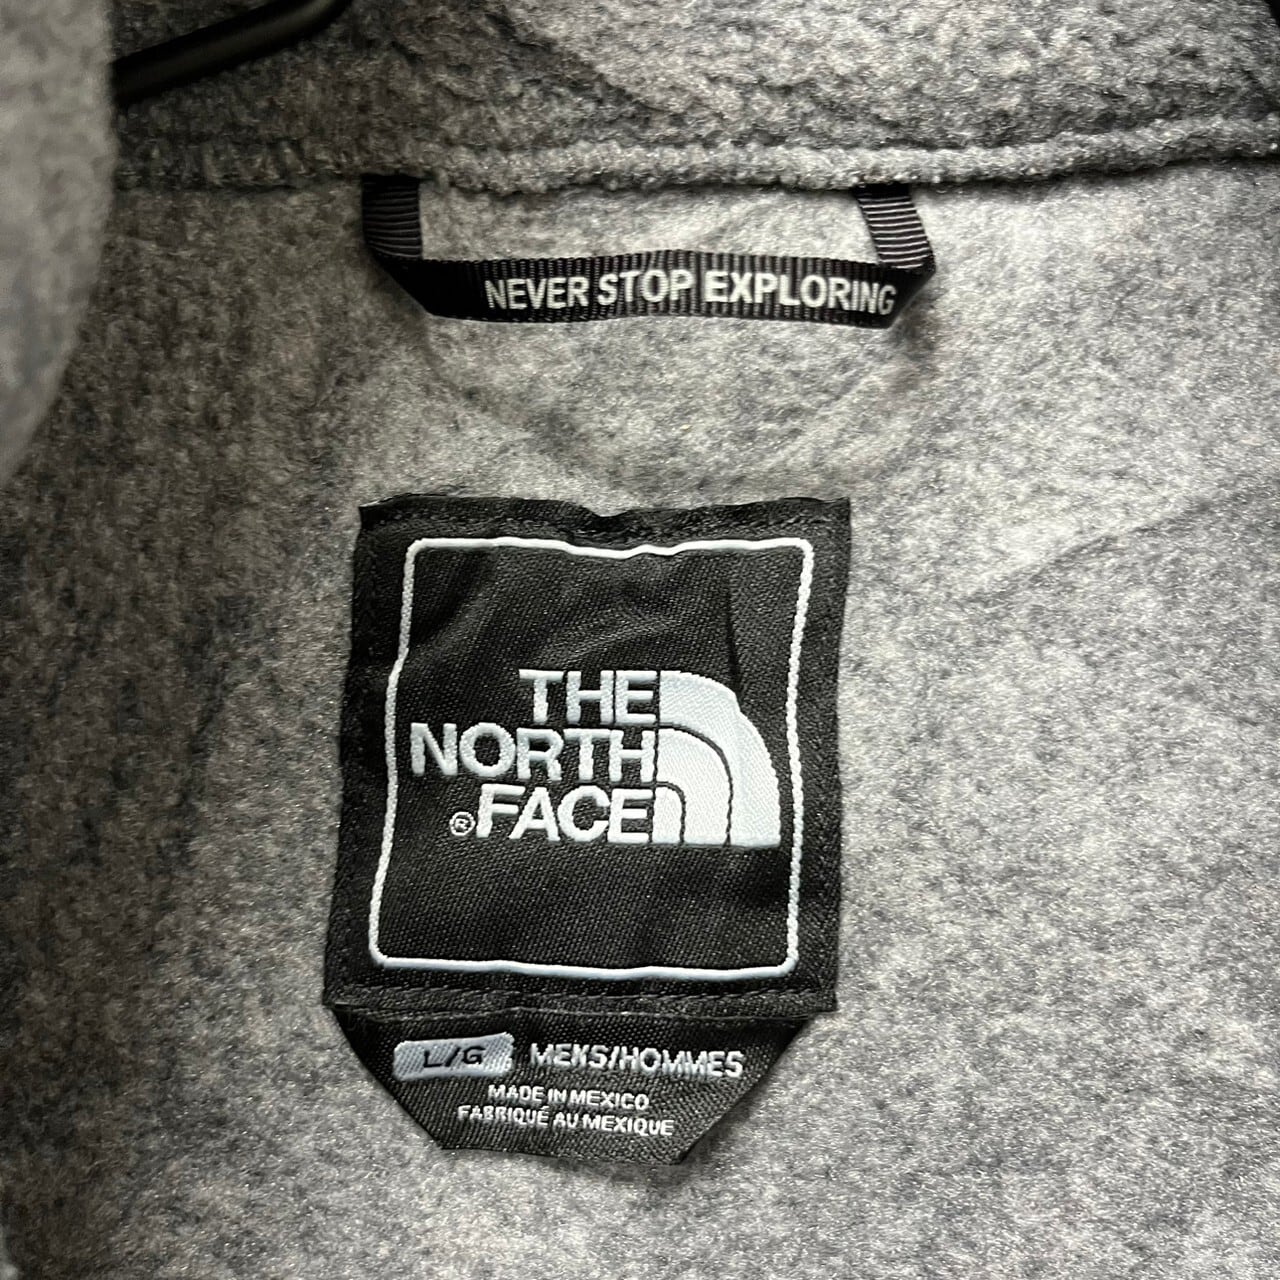 NEVER STOP EXPLORING
THE
NORTH
®FACE
L/G MENS/HOMMES
MADE IN MEXICO
FABRIQUÉ AU MEXIQUE